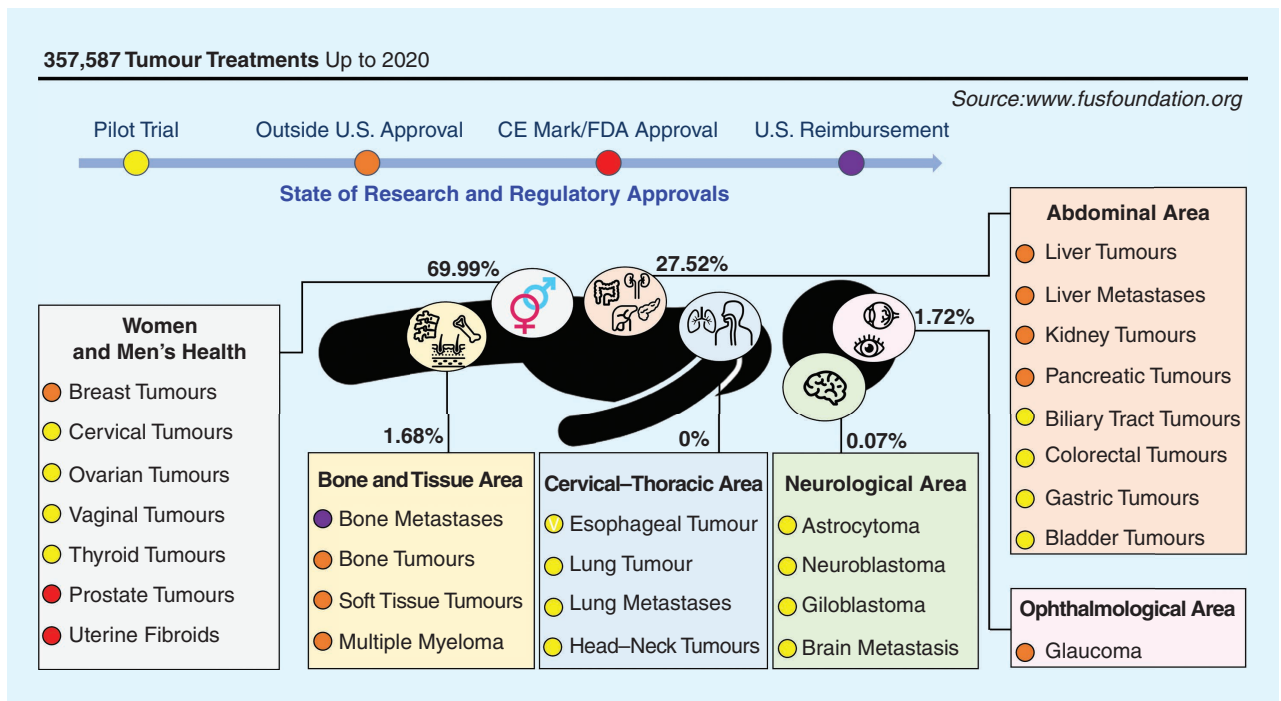 357,587 Tumour Treatments Up to 2020
Source:www.fusfoundation.org
Pilot Trial
Outside U.S. Approval
CE Mark/FDA Approval
U.S. Reimbursement
State of Research and Regulatory Approvals
69.99%
27.52%
1.72%
1.68%
0%
0.07%
Women
and Men's Health
Breast Tumours
Cervical Tumours
Ovarian Tumours
Vaginal Tumours
Thyroid Tumours
Prostate Tumours
Uterine Fibroids
Bone and Tissue Area
Bone Metastases
Bone Tumours
Soft Tissue Tumours
Multiple Myeloma
Cervical–Thoracic Area
V Esophageal Tumour
Lung Tumour
Lung Metastases
Head–Neck Tumours
Neurological Area
Astrocytoma
Neuroblastoma
Giloblastoma
Brain Metastasis
Abdominal Area
Liver Tumours
Liver Metastases
Kidney Tumours
Pancreatic Tumours
Biliary Tract Tumours
Colorectal Tumours
Gastric Tumours
Bladder Tumours
Ophthalmological Area
Glaucoma